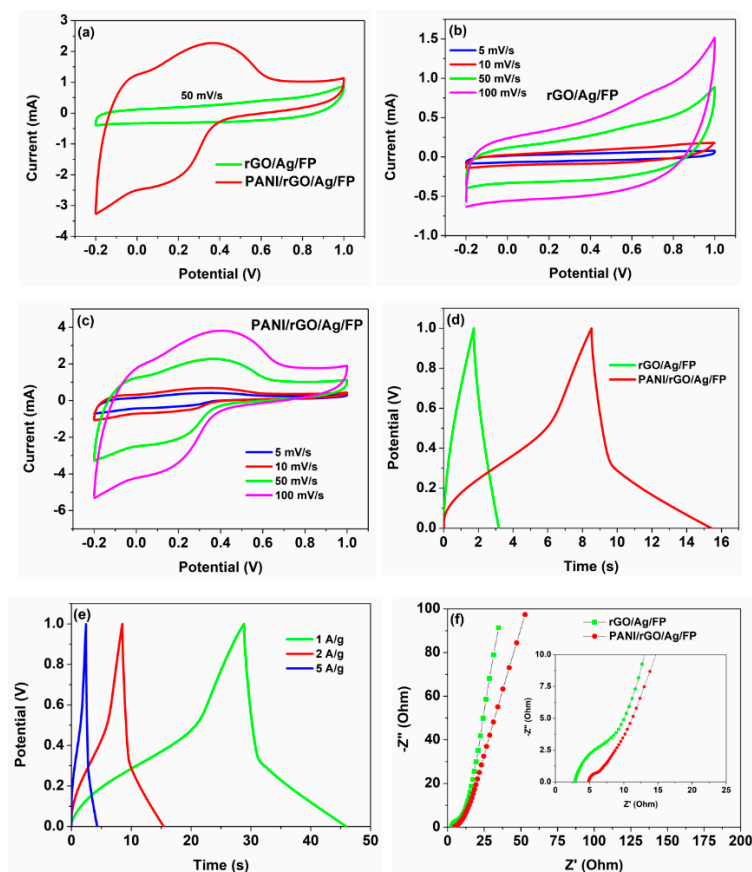 (a)
50 mV/s
rGO/Ag/FP
PANI/rGO/Ag/FP
Current (mA)
4
3
2
1
0
-1
-2
-3
-4
-0.2 0.0 0.2 0.4 0.6 0.8 1.0
Potential (V)
(b)
5 mV/s
10 mV/s
50 mV/s
100 mV/s
rGO/Ag/FP
Current (mA)
1.5
1.0
0.5
0.0
-0.5
-1.0
-0.2 0.0 0.2 0.4 0.6 0.8 1.0
Potential (V)
(c)
PANI/rGO/Ag/FP
5 mV/s
10 mV/s
50 mV/s
100 mV/s
Current (mA)
4
2
0
-2
-4
-6
-0.2 0.0 0.2 0.4 0.6 0.8 1.0
Potential (V)
(d)
rGO/Ag/FP
PANI/rGO/Ag/FP
Potential (V)
1.0
0.8
0.6
0.4
0.2
0.0
0 2 4 6 8 10 12 14 16
Time (s)
(e)
1 A/g
2 A/g
5 A/g
Potential (V)
1.0
0.8
0.6
0.4
0.2
0.0
0 10 20 30 40 50
Time (s)
(f)
rGO/Ag/FP
PANI/rGO/Ag/FP
-Z'' (Ohm)
100
80
60
40
20
0
0 25 50 75 100 125 150 175 200
Z' (Ohm)
-Z'' (Ohm)
10.0
7.5
5.0
2.5
0.0
0 5 10 15 20 25
Z' (Ohm)